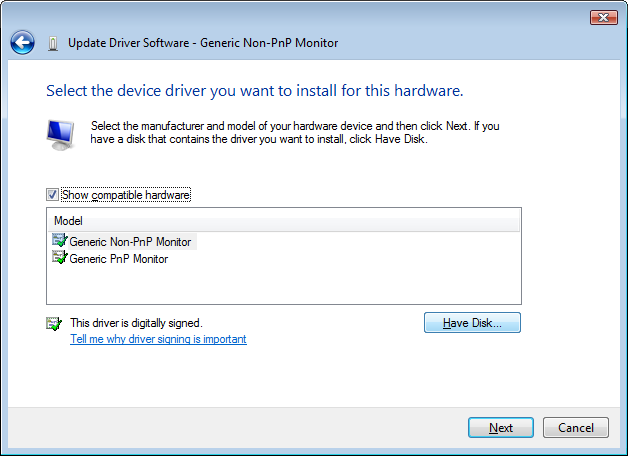 Update Driver Software - Generic Non-PnP Monitor
Select the device driver you want to install for this hardware.
Select the manufacturer and model of your hardware device and then click Next. If you
have a disk that contains the driver you want to install, click Have Disk.
Show compatible hardware
Model
Generic Non-PnP Monitor
Generic PnP Monitor
This driver is digitally signed.
Have Disk...
Tell me why driver signing is important
Next
Cancel